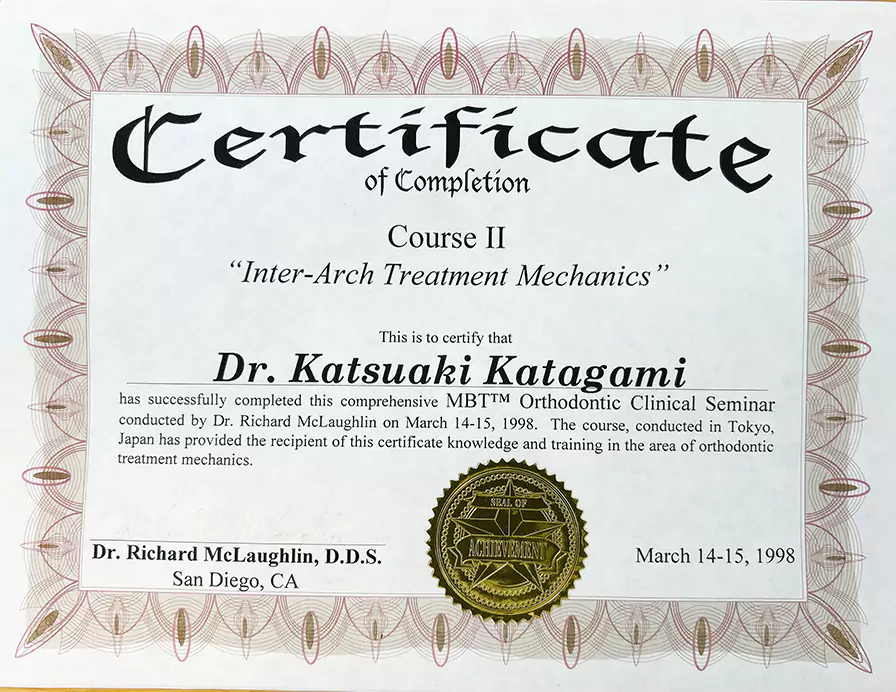 Certificate
of Completion
Course II
“Inter-Arch Treatment Mechanics”
This is to certify that
Dr. Katsuaki Katagami
has successfully completed this comprehensive MBT™ Orthodontic Clinical Seminar
conducted by Dr. Richard McLaughlin on March 14-15, 1998. The course, conducted in Tokyo,
Japan has provided the recipient of this certificate knowledge and training in the area of orthodontic
treatment mechanics.
SEAL OF
ACHIEVEMENT
Dr. Richard McLaughlin, D.D.S.
San Diego, CA
March 14-15, 1998